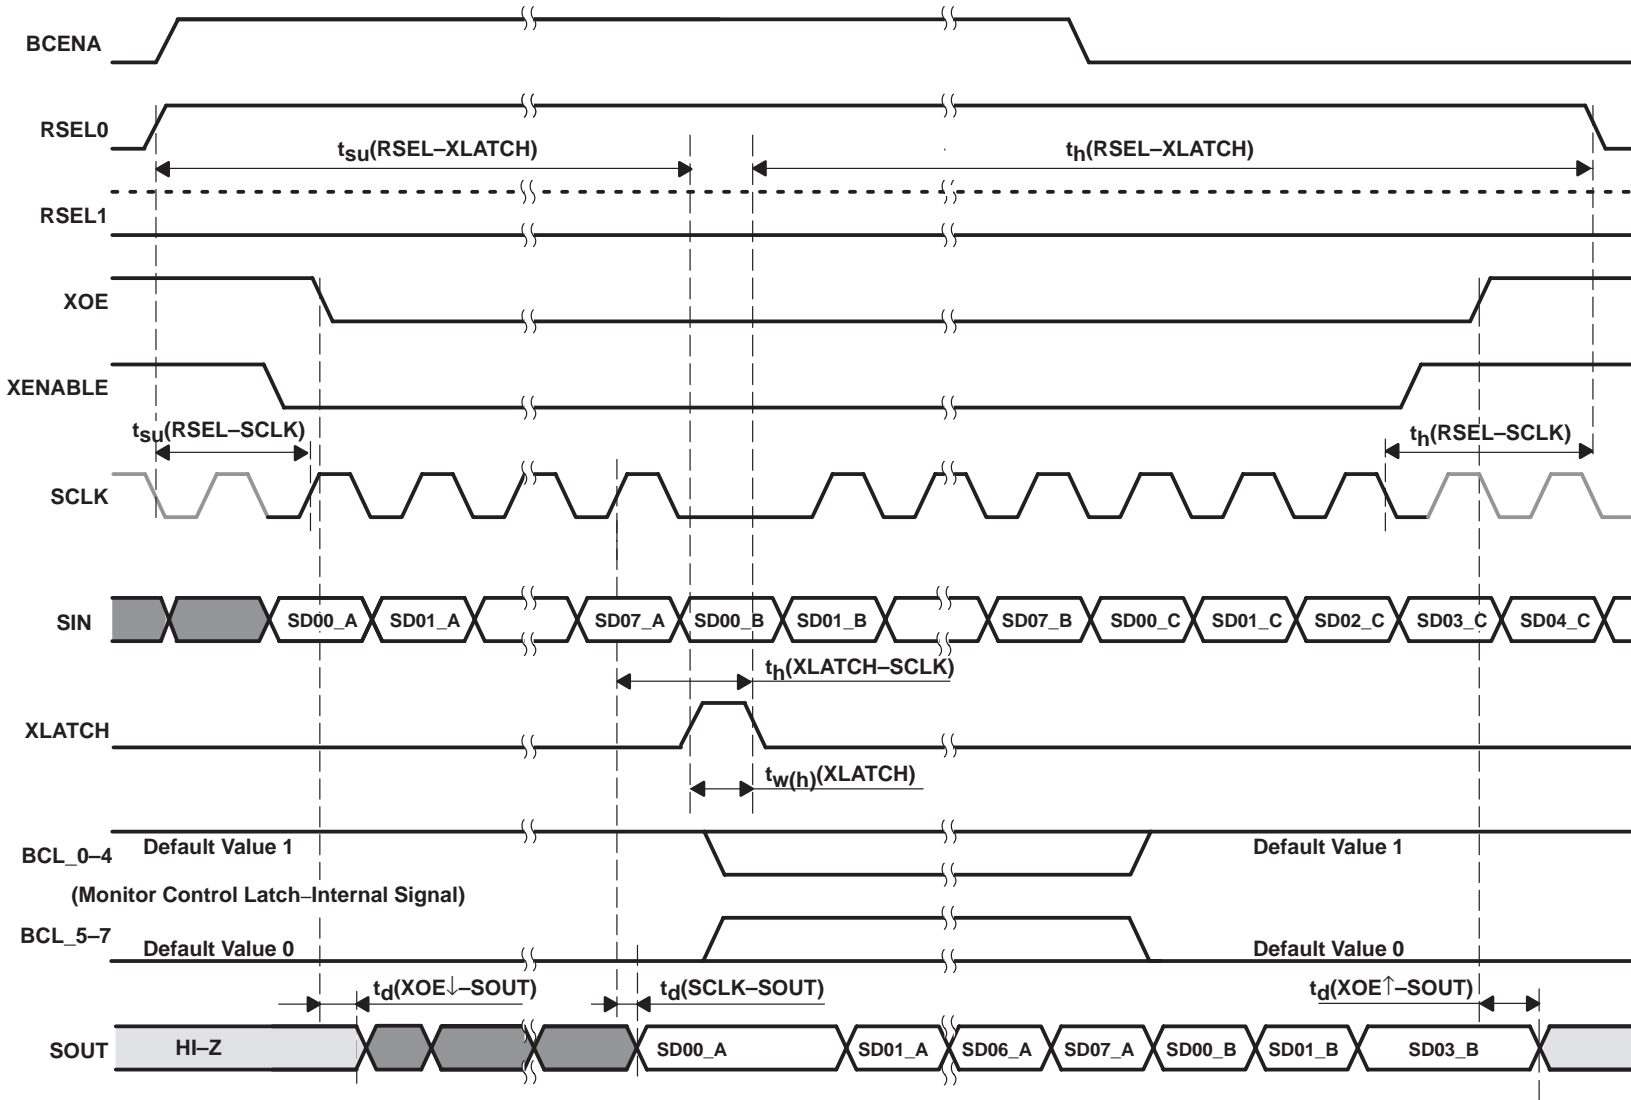 BCENA
RSEL0
tsu(RSEL–XLATCH)
th(RSEL–XLATCH)
RSEL1
XOE
XENABLE
tsu(RSEL–SCLK)
th(RSEL–SCLK)
SCLK
SIN
SD00_A
SD01_A
SD07_A
SD00_B
SD01_B
SD07_B
SD00_C
SD01_C
SD02_C
SD03_C
SD04_C
th(XLATCH–SCLK)
XLATCH
tw(h)(XLATCH)
BCL_0–4
Default Value 1
Default Value 1
(Monitor Control Latch–Internal Signal)
BCL_5–7
Default Value 0
Default Value 0
td(XOE↓–SOUT)
td(SCLK–SOUT)
td(XOE↑–SOUT)
SOUT
HI–Z
SD00_A
SD01_A
SD06_A
SD07_A
SD00_B
SD01_B
SD03_B